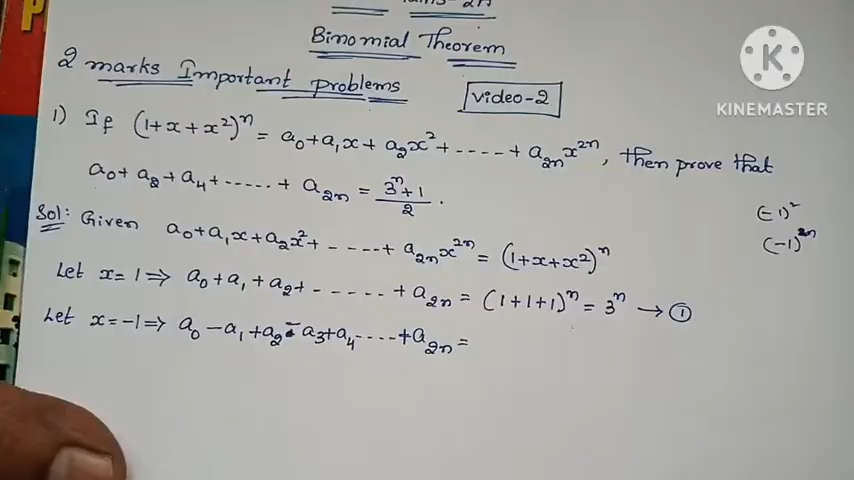 Binomial Theorem
2 marks Important problems
video-2
K
KINEMASTER
1) If (1+x+x²)ⁿ = a₀+a₁x+a₂x²+-----+a₂ₙx²ⁿ, then prove that
a₀+a₂+a₄+-----+a₂ₙ = (3ⁿ+1)/2.
(-1)²
(-1)²ⁿ
Sol: Given a₀+a₁x+a₂x²+-----+a₂ₙx²ⁿ = (1+x+x²)ⁿ
Let x=1 ⇒ a₀+a₁+a₂+------+a₂ₙ = (1+1+1)ⁿ = 3ⁿ → ①
Let x=-1 ⇒ a₀-a₁+a₂-a₃+a₄-----+a₂ₙ =